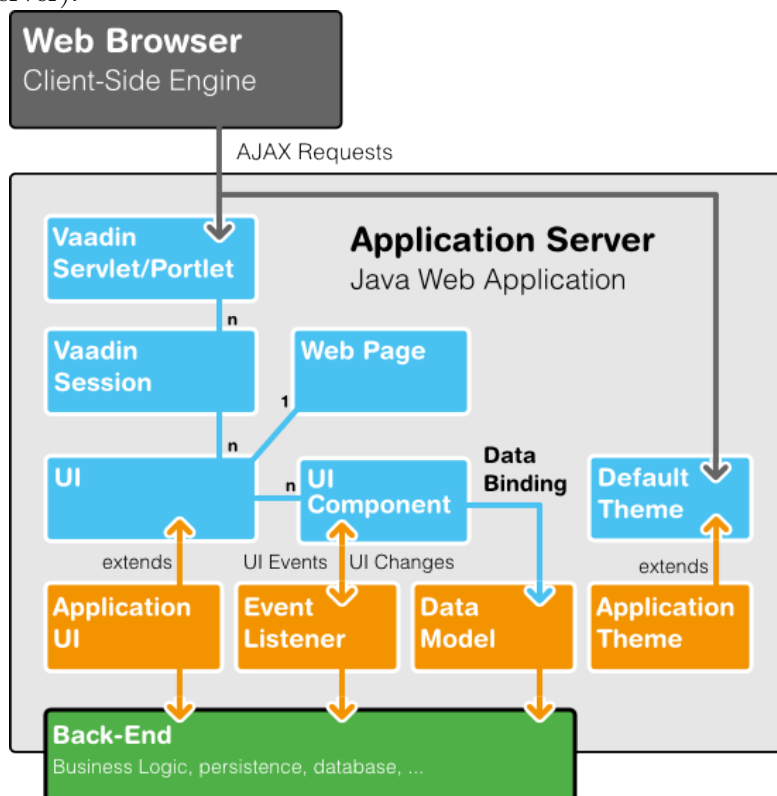 Web Browser
Client-Side Engine
AJAX Requests
Application Server
Java Web Application
Vaadin
Servlet/Portlet
n
Vaadin
Session
Web Page
1
n
UI
n
UI
Component
Data
Binding
Default
Theme
extends
UI Events
UI Changes
extends
Application
UI
Event
Listener
Data
Model
Application
Theme
Back-End
Business Logic, persistence, database, ...